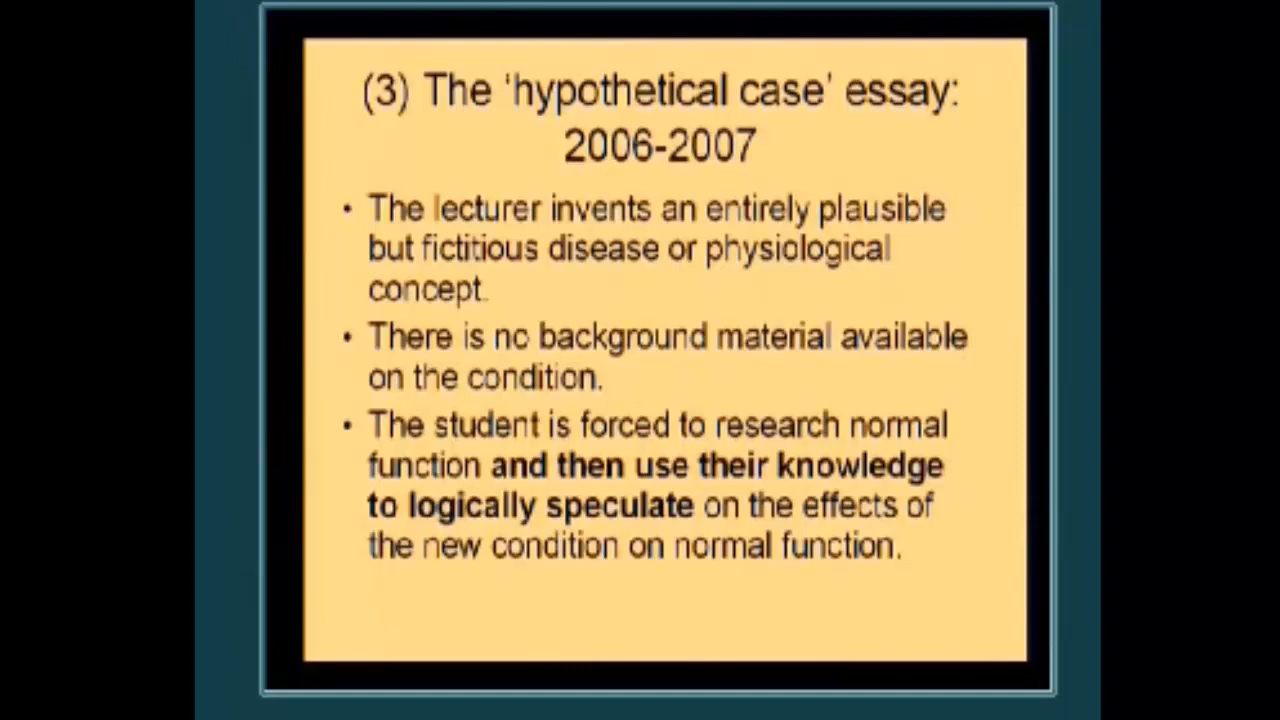 (3) The ‘hypothetical case’ essay:
2006-2007
• The lecturer invents an entirely plausible
but fictitious disease or physiological
concept.
• There is no background material available
on the condition.
• The student is forced to research normal
function and then use their knowledge
to logically speculate on the effects of
the new condition on normal function.